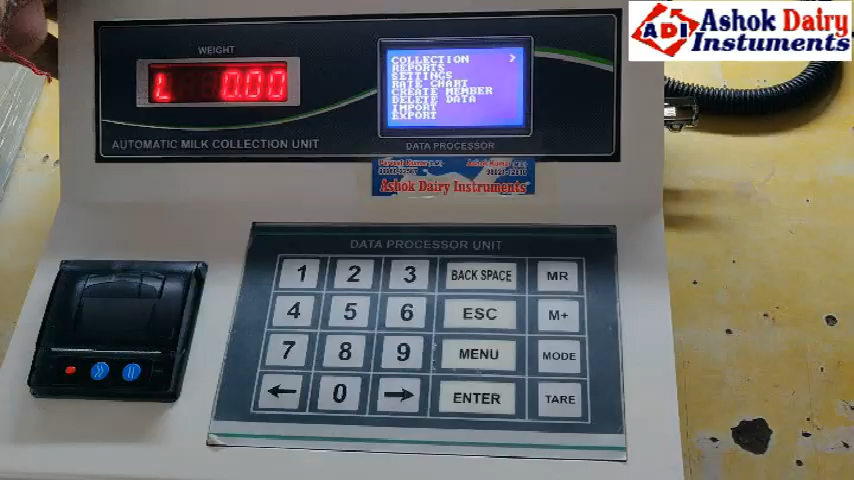 Ashok Dairy
ADI Instuments
WEIGHT
L 0.00
COLLECTION >
REPORTS
SETTINGS
RATE CHART
CREATE MEMBER
DELETE DATA
IMPORT
EXPORT
AUTOMATIC MILK COLLECTION UNIT
DATA PROCESSOR
Ashok Dairy Instruments
DATA PROCESSOR UNIT
1 2 3 BACK SPACE MR
4 5 6 ESC M+
7 8 9 MENU MODE
← 0 → ENTER TARE